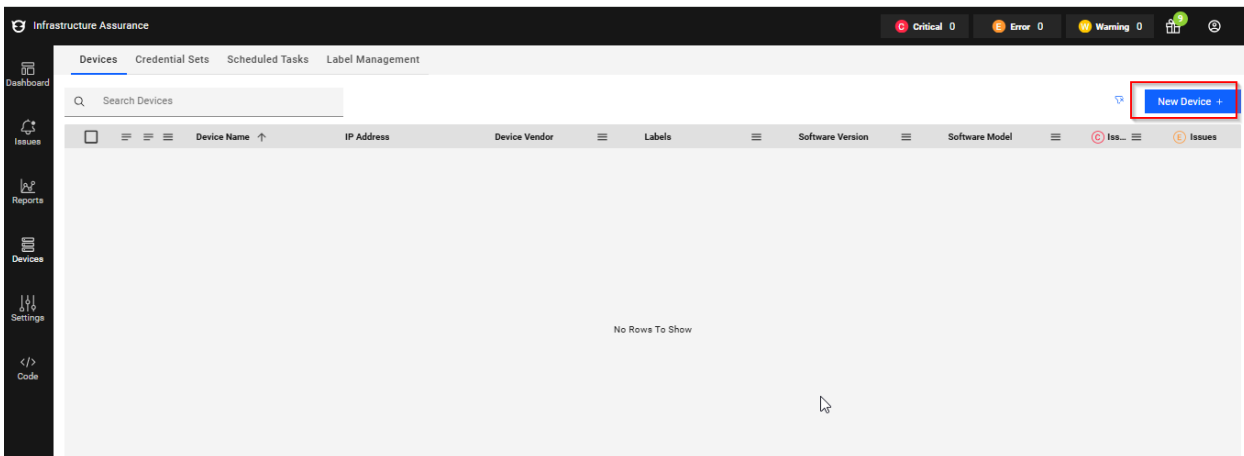 Infrastructure Assurance
C Critical 0
E Error 0
W Warning 0
9
Devices Credential Sets Scheduled Tasks Label Management
Dashboard
Search Devices
New Device +
Issues
Device Name IP Address Device Vendor Labels Software Version Software Model C Iss... E Issues
Reports
Devices
Settings
No Rows To Show
</>
Code